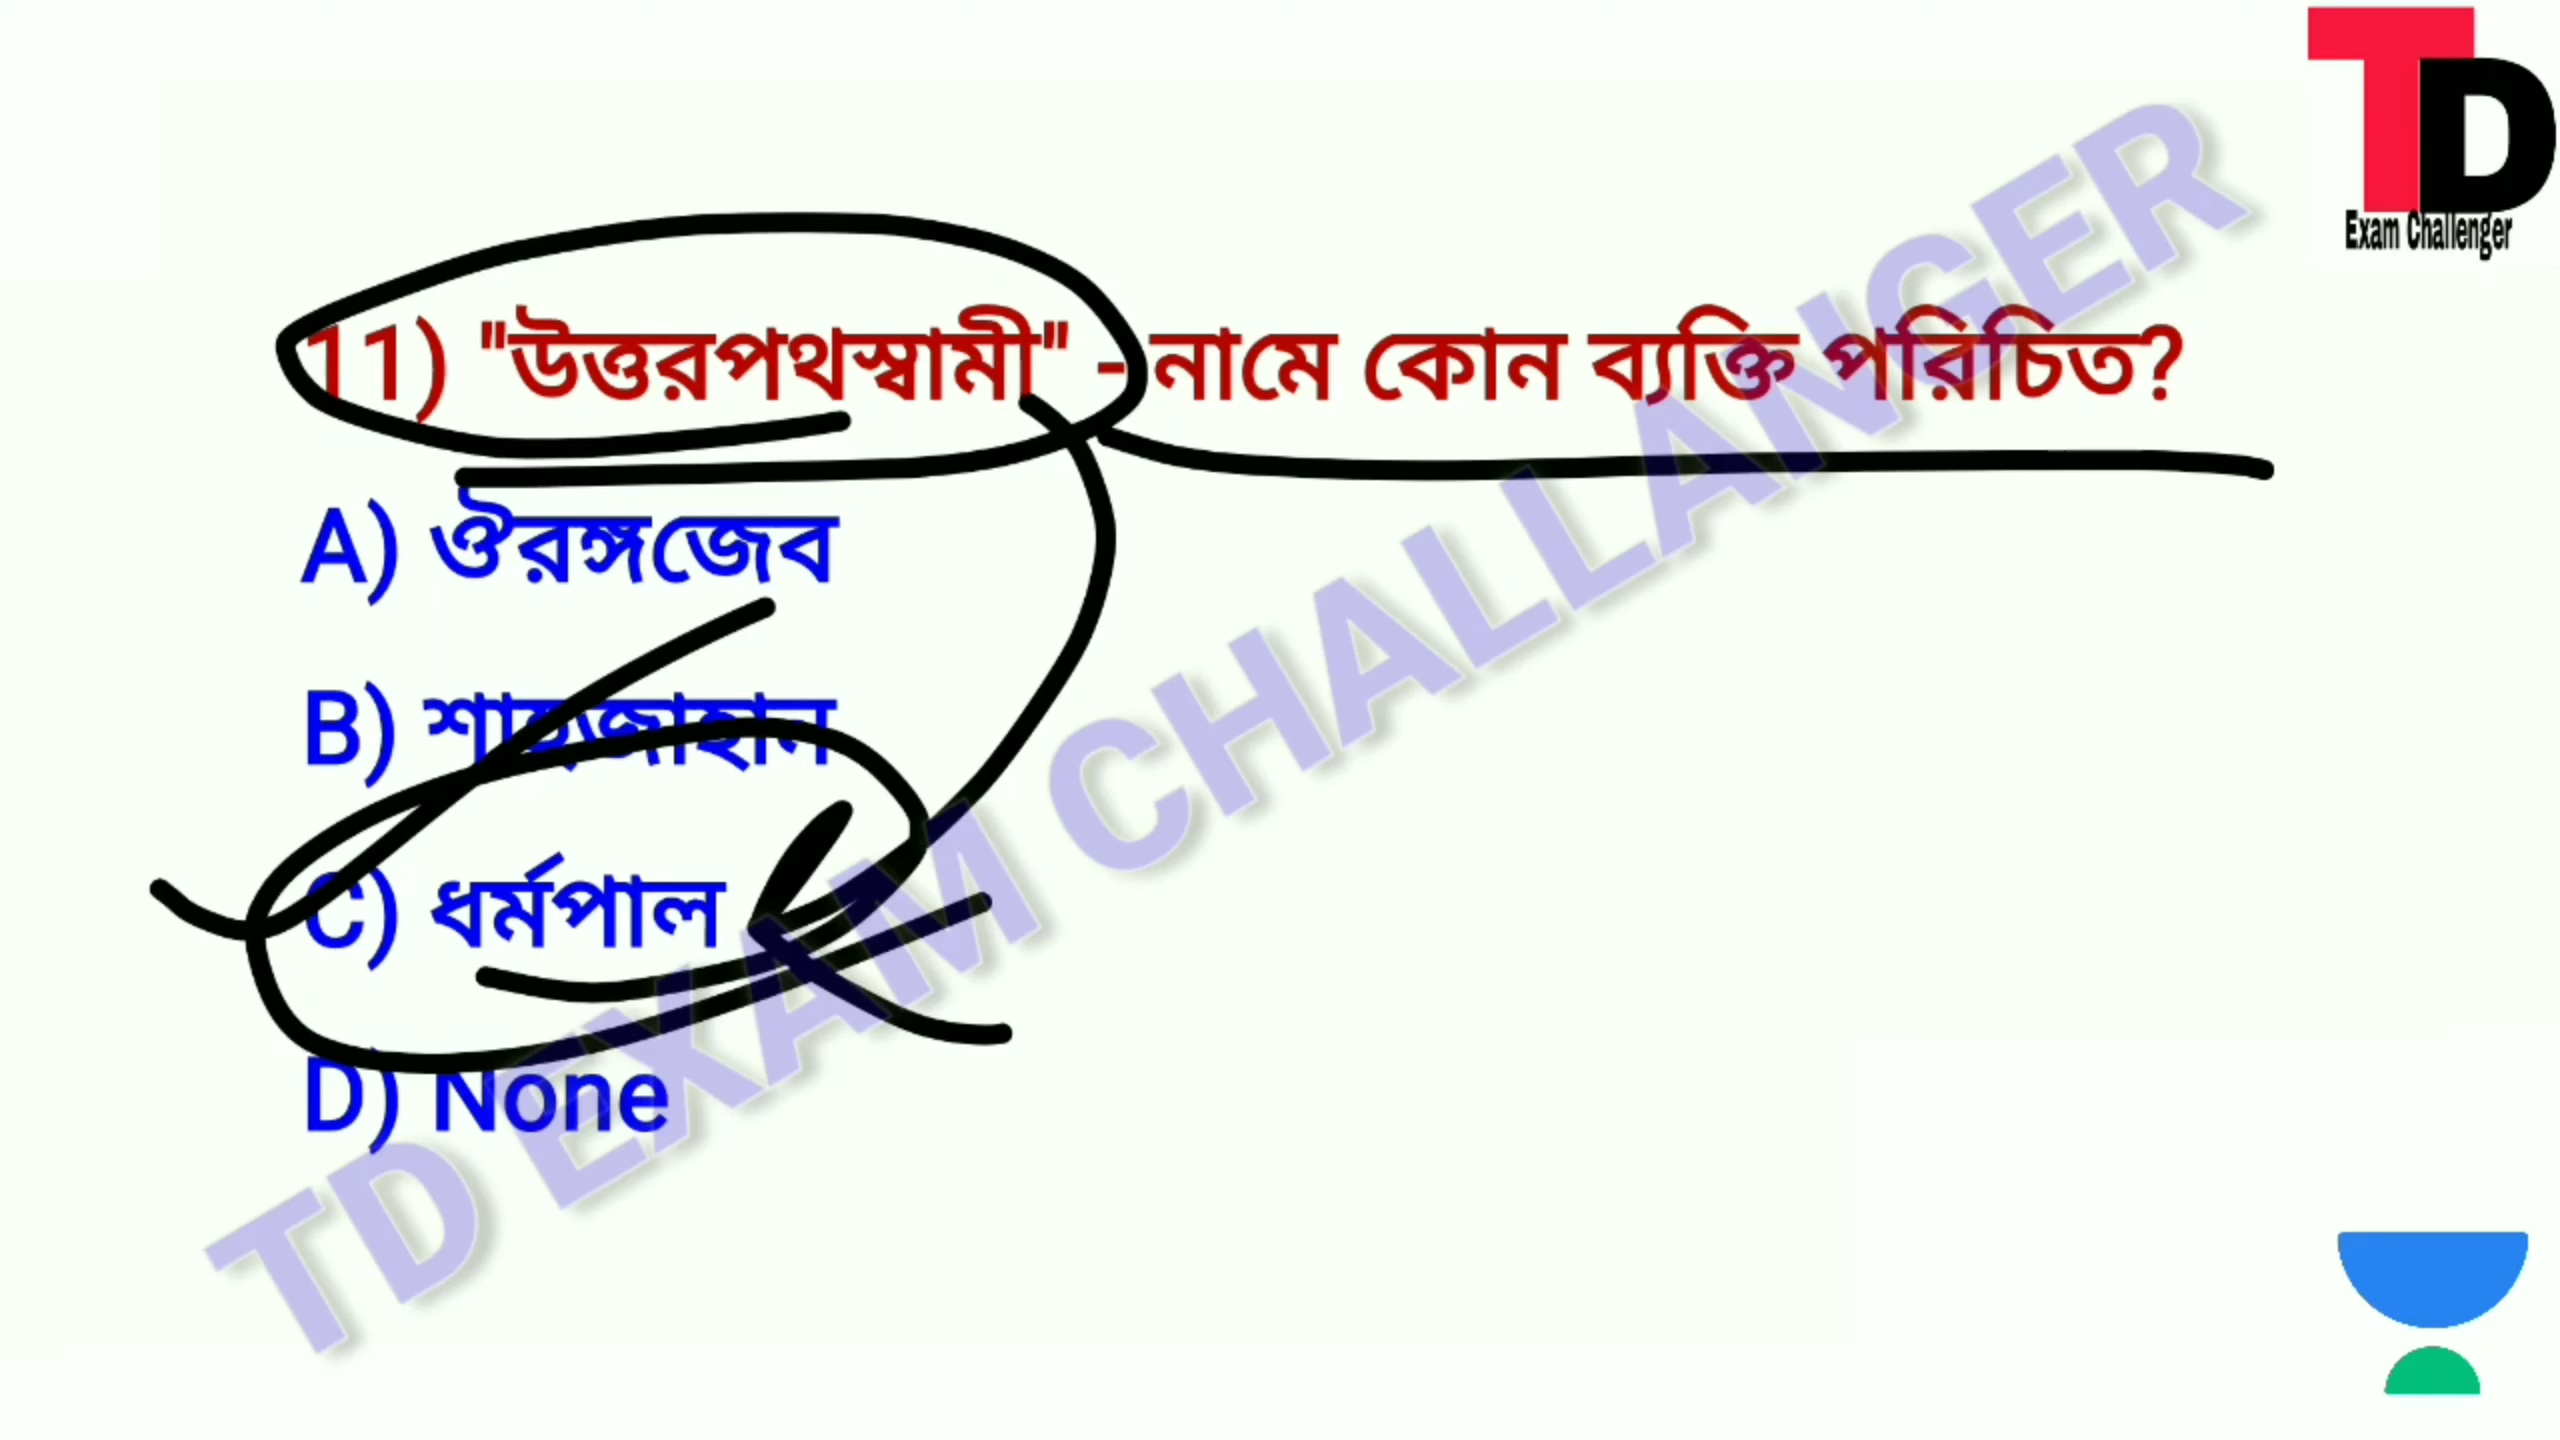 TD
Exam Challenger
11) "উত্তরপথস্বামী" - নামে কোন ব্যক্তি পরিচিত?
A) ঔরঙ্গজেব
B) শাহজাহান
C) ধর্মপাল
D) None
TD EXAM CHALLANGER